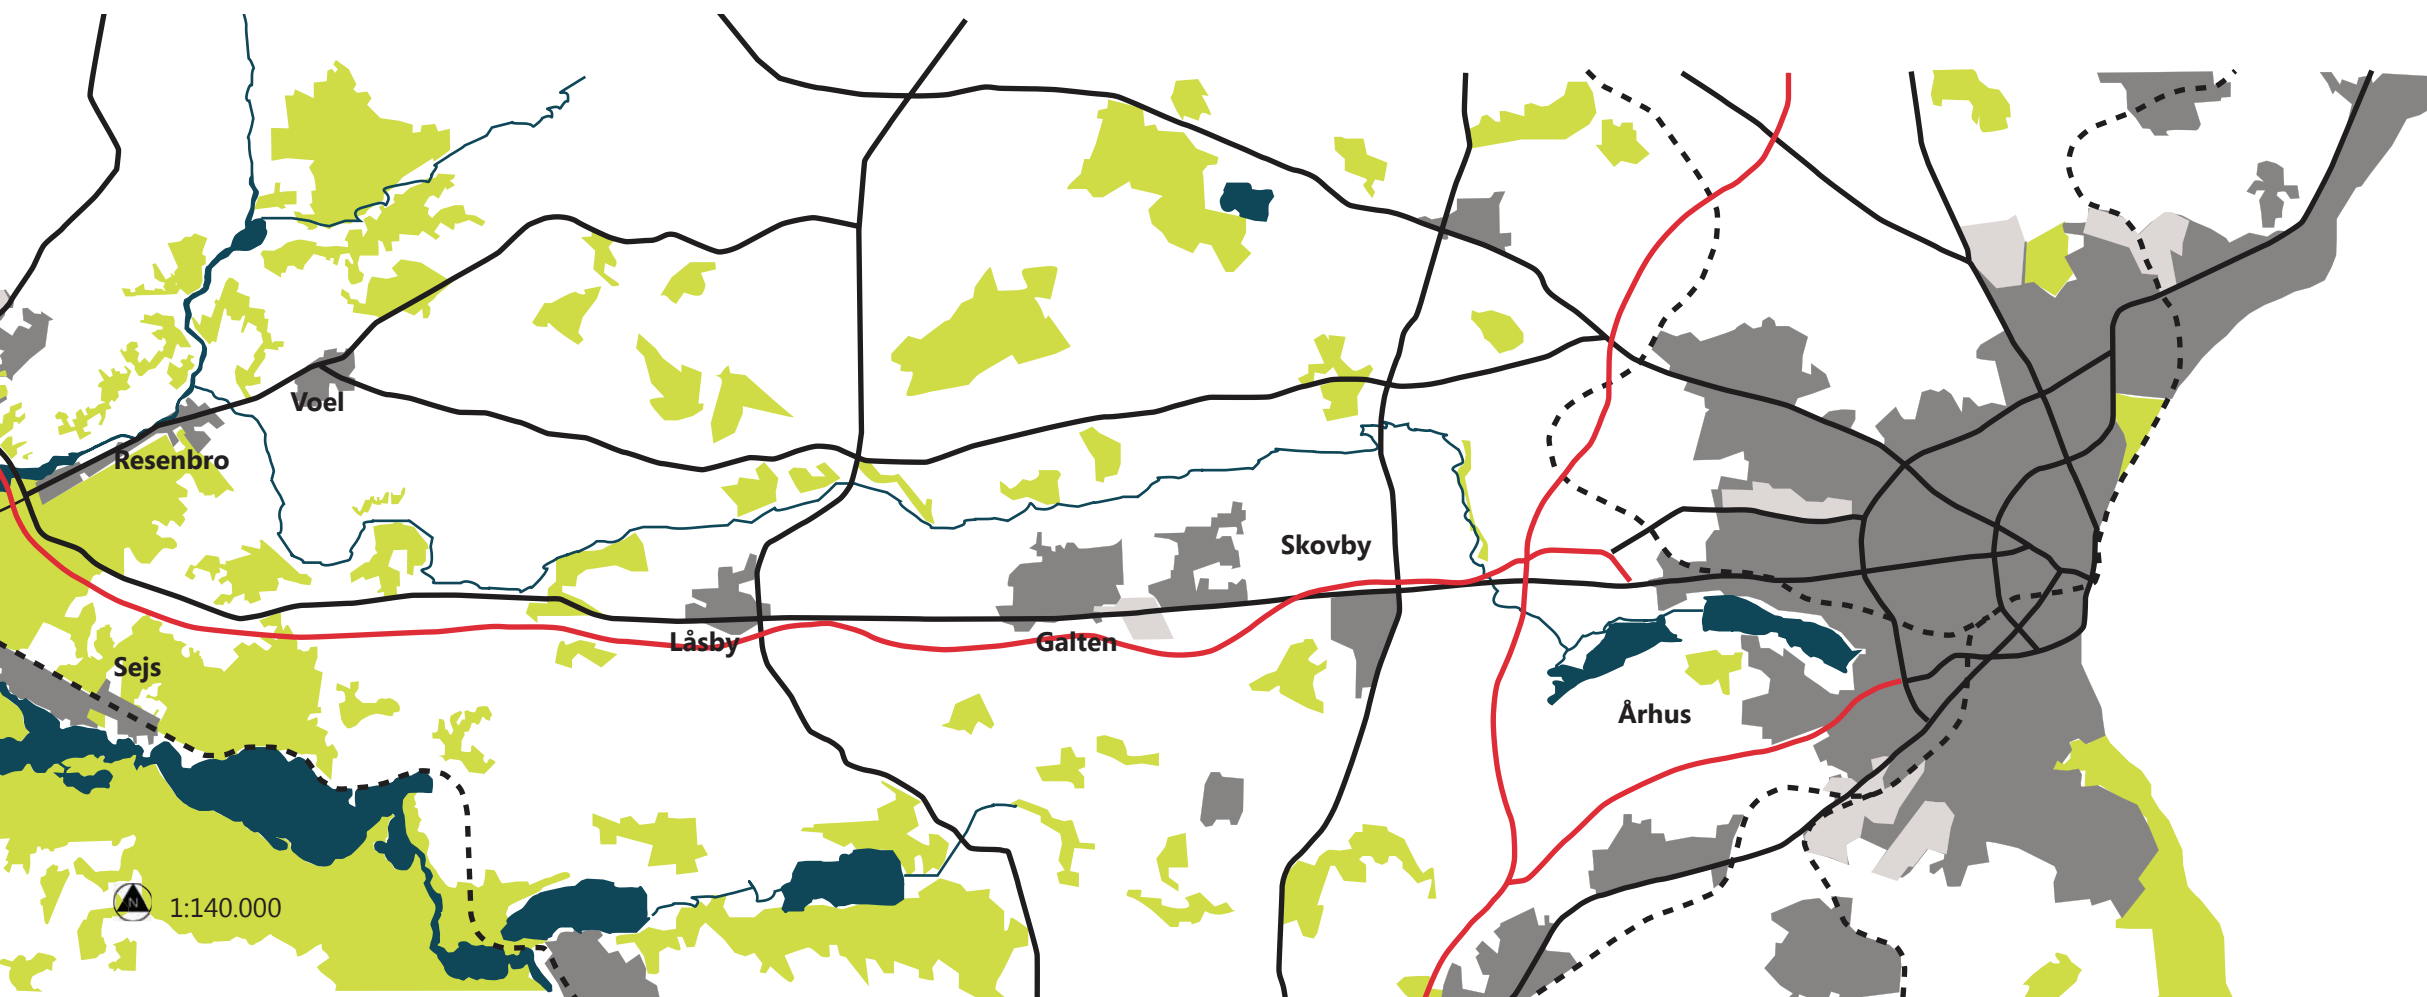 Voel
Resenbro
Skovby
Låsby
Galten
Sejs
Århus
N
1:140.000